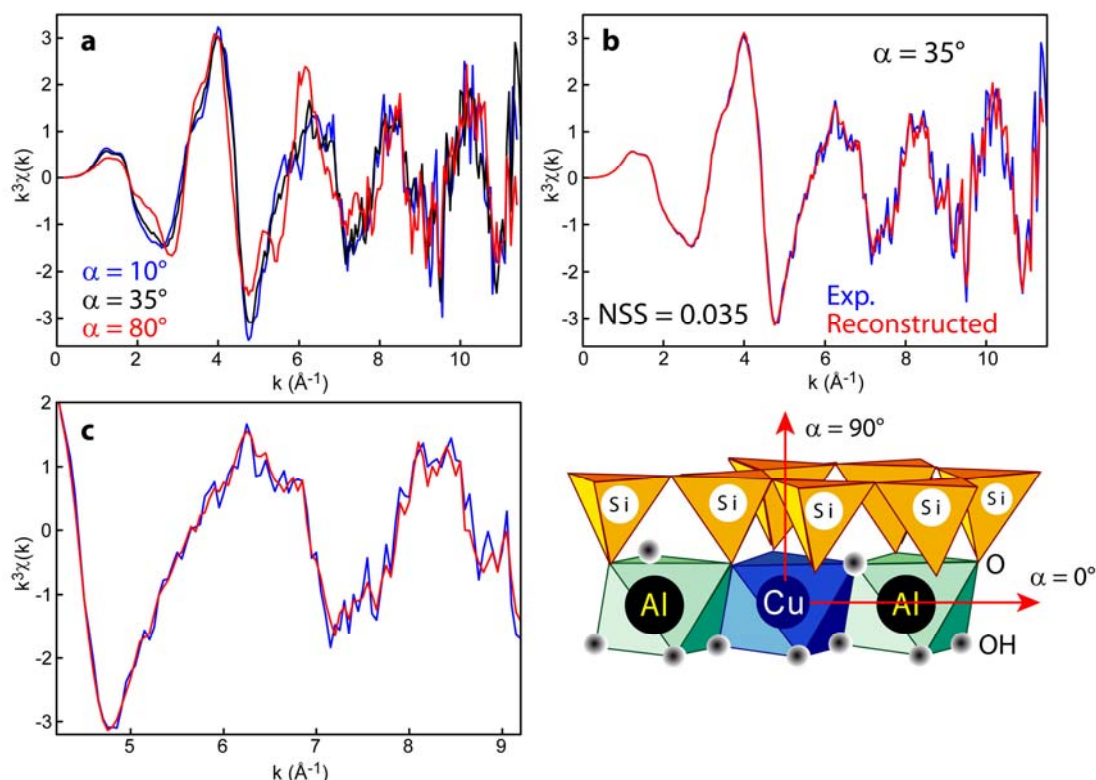 a
k³χ(k)
3
2
1
0
-1
-2
-3
α = 10°
α = 35°
α = 80°
0 2 4 6 8 10
k (Å⁻¹)
b
α = 35°
k³χ(k)
3
2
1
0
-1
-2
-3
NSS = 0.035
Exp.
Reconstructed
0 2 4 6 8 10
k (Å⁻¹)
c
k³χ(k)
2
1
0
-1
-2
-3
5 6 7 8 9
k (Å⁻¹)
α = 90°
Si Si Si Si Si
O
α = 0°
Al Cu Al
OH